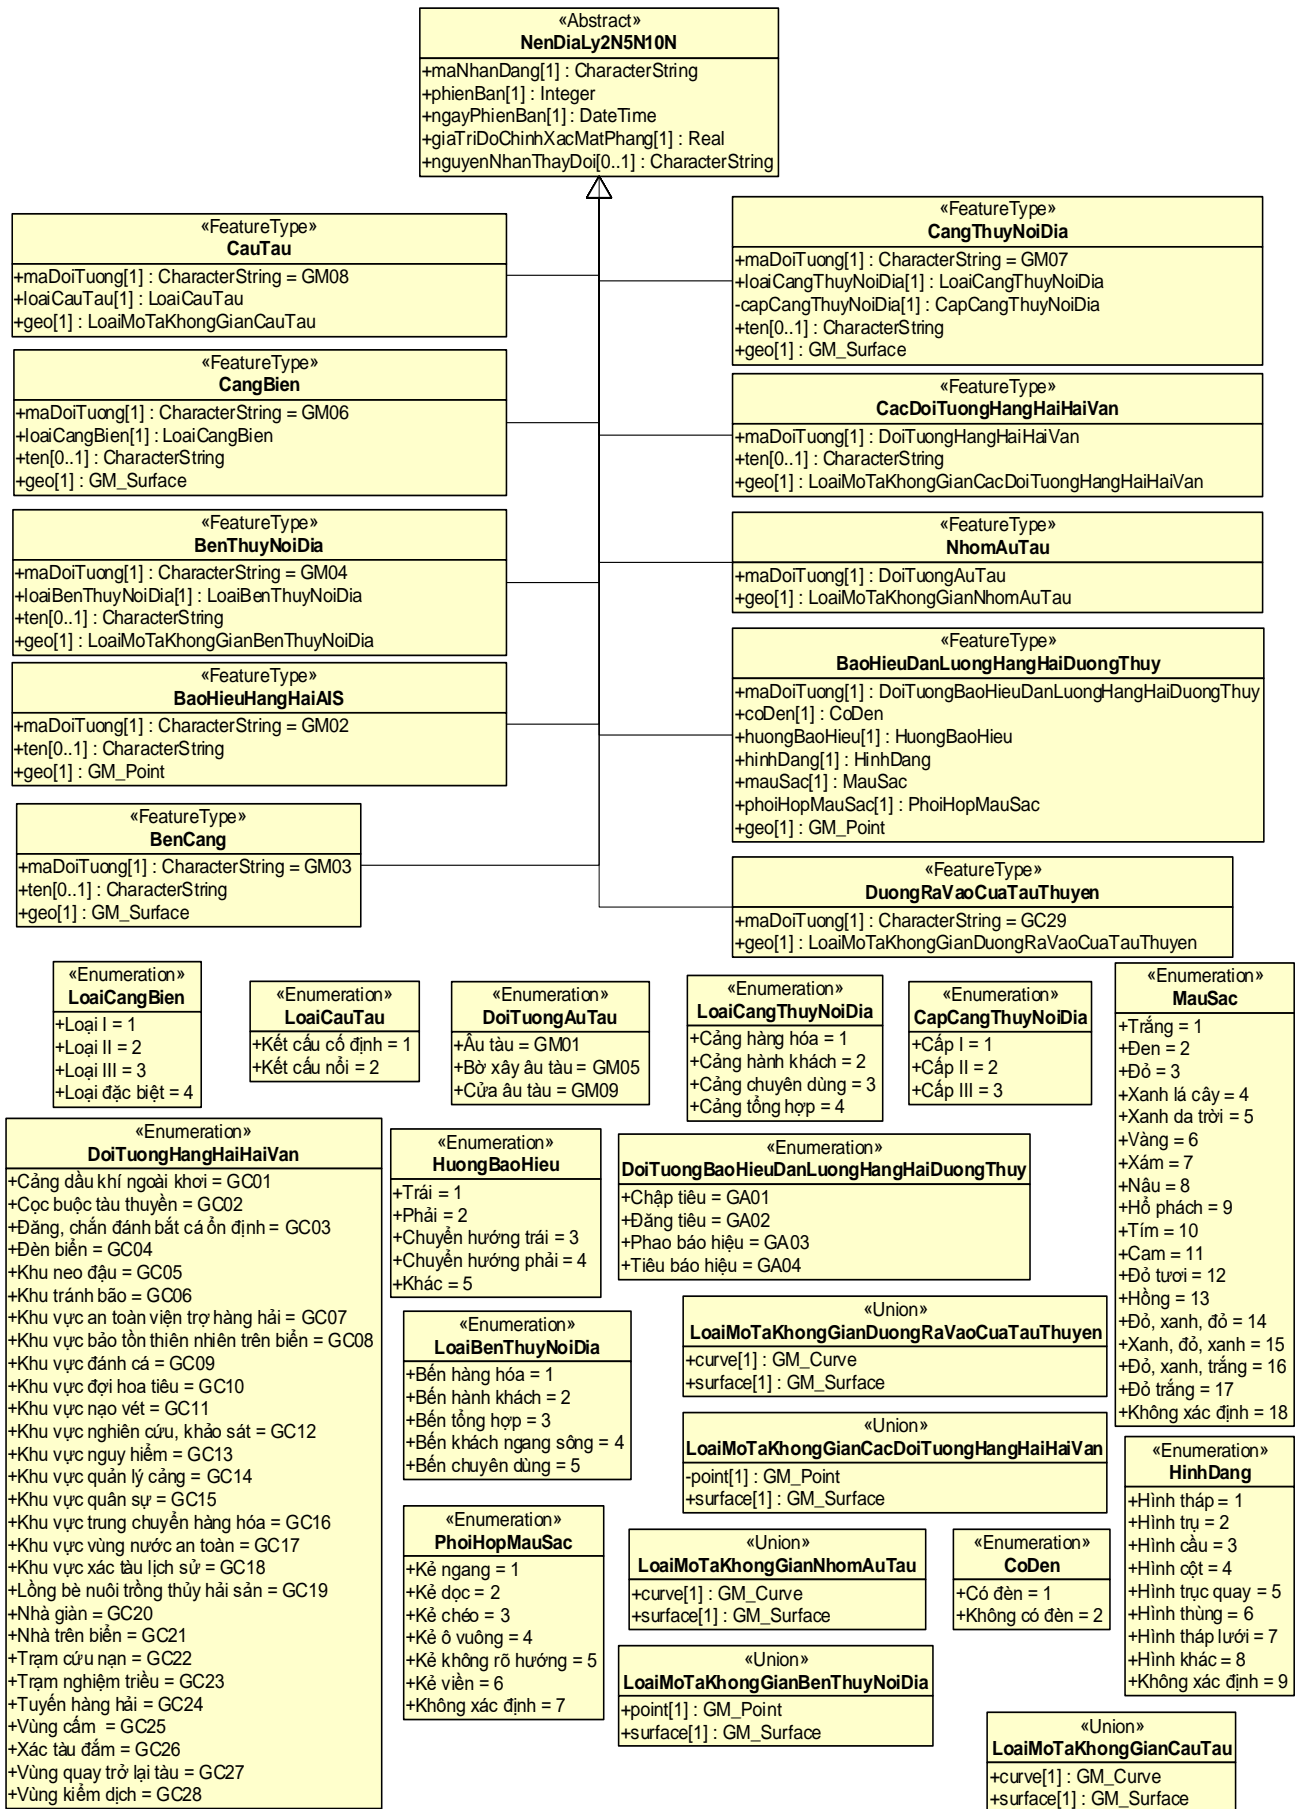 «Abstract»
NenDiaLy2N5N10N
+maNhanDang[1] : CharacterString
+phienBan[1] : Integer
+ngayPhienBan[1] : DateTime
+giaTriDoChinhXacMatPhang[1] : Real
+nguyenNhanThayDoi[0..1] : CharacterString
«FeatureType»
CauTau
+maDoiTuong[1] : CharacterString = GM08
+loaiCauTau[1] : LoaiCauTau
+geo[1] : LoaiMoTaKhongGianCauTau
«FeatureType»
CangBien
+maDoiTuong[1] : CharacterString = GM06
+loaiCangBien[1] : LoaiCangBien
+ten[0..1] : CharacterString
+geo[1] : GM_Surface
«FeatureType»
BenThuyNoiDia
+maDoiTuong[1] : CharacterString = GM04
+loaiBenThuyNoiDia[1] : LoaiBenThuyNoiDia
+ten[0..1] : CharacterString
+geo[1] : LoaiMoTaKhongGianBenThuyNoiDia
«FeatureType»
BaoHieuHangHaiAIS
+maDoiTuong[1] : CharacterString = GM02
+ten[0..1] : CharacterString
+geo[1] : GM_Point
«FeatureType»
BenCang
+maDoiTuong[1] : CharacterString = GM03
+ten[0..1] : CharacterString
+geo[1] : GM_Surface
«FeatureType»
CangThuyNoiDia
+maDoiTuong[1] : CharacterString = GM07
+loaiCangThuyNoiDia[1] : LoaiCangThuyNoiDia
-capCangThuyNoiDia[1] : CapCangThuyNoiDia
+ten[0..1] : CharacterString
+geo[1] : GM_Surface
«FeatureType»
CacDoiTuongHangHaiHaiVan
+maDoiTuong[1] : DoiTuongHangHaiHaiVan
+ten[0..1] : CharacterString
+geo[1] : LoaiMoTaKhongGianCacDoiTuongHangHaiHaiVan
«FeatureType»
NhomAuTau
+maDoiTuong[1] : DoiTuongAuTau
+geo[1] : LoaiMoTaKhongGianNhomAuTau
«FeatureType»
BaoHieuDanLuongHangHaiDuongThuy
+maDoiTuong[1] : DoiTuongBaoHieuDanLuongHangHaiDuongThuy
+coDen[1] : CoDen
+huongBaoHieu[1] : HuongBaoHieu
+hinhDang[1] : HinhDang
+mauSac[1] : MauSac
+phoiHopMauSac[1] : PhoiHopMauSac
+geo[1] : GM_Point
«FeatureType»
DuongRaVaoCuaTauThuyen
+maDoiTuong[1] : CharacterString = GC29
+geo[1] : LoaiMoTaKhongGianDuongRaVaoCuaTauThuyen
«Enumeration»
LoaiCangBien
+Loại I = 1
+Loại II = 2
+Loại III = 3
+Loại đặc biệt = 4
«Enumeration»
LoaiCauTau
+Kết cấu cố định = 1
+Kết cấu nổi = 2
«Enumeration»
DoiTuongAuTau
+Âu tàu = GM01
+Bờ xây âu tàu = GM05
+Cửa âu tàu = GM09
«Enumeration»
LoaiCangThuyNoiDia
+Cảng hàng hóa = 1
+Cảng hành khách = 2
+Cảng chuyên dùng = 3
+Cảng tổng hợp = 4
«Enumeration»
CapCangThuyNoiDia
+Cấp I = 1
+Cấp II = 2
+Cấp III = 3
«Enumeration»
MauSac
+Trắng = 1
+Đen = 2
+Đỏ = 3
+Xanh lá cây = 4
+Xanh da trời = 5
+Vàng = 6
+Xám = 7
+Nâu = 8
+Hổ phách = 9
+Tím = 10
+Cam = 11
+Đỏ tươi = 12
+Hồng = 13
+Đỏ, xanh, đỏ = 14
+Xanh, đỏ, xanh = 15
+Đỏ, xanh, trắng = 16
+Đỏ trắng = 17
+Không xác định = 18
«Enumeration»
DoiTuongHangHaiHaiVan
+Cảng dầu khí ngoài khơi = GC01
+Cọc buộc tàu thuyền = GC02
+Đăng, chắn đánh bắt cá ổn định = GC03
+Đèn biển = GC04
+Khu neo đậu = GC05
+Khu tránh bão = GC06
+Khu vực an toàn viện trợ hàng hải = GC07
+Khu vực bảo tồn thiên nhiên trên biển = GC08
+Khu vực đánh cá = GC09
+Khu vực đợi hoa tiêu = GC10
+Khu vực nạo vét = GC11
+Khu vực nghiên cứu, khảo sát = GC12
+Khu vực nguy hiểm = GC13
+Khu vực quản lý cảng = GC14
+Khu vực quân sự = GC15
+Khu vực trung chuyển hàng hóa = GC16
+Khu vực vùng nước an toàn = GC17
+Khu vực xác tàu lịch sử = GC18
+Lồng bè nuôi trồng thủy hải sản = GC19
+Nhà giàn = GC20
+Nhà trên biển = GC21
+Trạm cứu nạn = GC22
+Trạm nghiệm triều = GC23
+Tuyến hàng hải = GC24
+Vùng cấm = GC25
+Xác tàu đắm = GC26
+Vùng quay trở lại tàu = GC27
+Vùng kiểm dịch = GC28
«Enumeration»
HuongBaoHieu
+Trái = 1
+Phải = 2
+Chuyển hướng trái = 3
+Chuyển hướng phải = 4
+Khác = 5
«Enumeration»
DoiTuongBaoHieuDanLuongHangHaiDuongThuy
+Chập tiêu = GA01
+Đăng tiêu = GA02
+Phao báo hiệu = GA03
+Tiêu báo hiệu = GA04
«Enumeration»
LoaiBenThuyNoiDia
+Bến hàng hóa = 1
+Bến hành khách = 2
+Bến tổng hợp = 3
+Bến khách ngang sông = 4
+Bến chuyên dùng = 5
«Union»
LoaiMoTaKhongGianDuongRaVaoCuaTauThuyen
+curve[1] : GM_Curve
+surface[1] : GM_Surface
«Union»
LoaiMoTaKhongGianCacDoiTuongHangHaiHaiVan
-point[1] : GM_Point
+surface[1] : GM_Surface
«Enumeration»
HinhDang
+Hình tháp = 1
+Hình trụ = 2
+Hình cầu = 3
+Hình cột = 4
+Hình trục quay = 5
+Hình thùng = 6
+Hình tháp lưới = 7
+Hình khác = 8
+Không xác định = 9
«Enumeration»
PhoiHopMauSac
+Kẻ ngang = 1
+Kẻ dọc = 2
+Kẻ chéo = 3
+Kẻ ô vuông = 4
+Kẻ không rõ hướng = 5
+Kẻ viền = 6
+Không xác định = 7
«Union»
LoaiMoTaKhongGianNhomAuTau
+curve[1] : GM_Curve
+surface[1] : GM_Surface
«Enumeration»
CoDen
+Có đèn = 1
+Không có đèn = 2
«Union»
LoaiMoTaKhongGianBenThuyNoiDia
+point[1] : GM_Point
+surface[1] : GM_Surface
«Union»
LoaiMoTaKhongGianCauTau
+curve[1] : GM_Curve
+surface[1] : GM_Surface